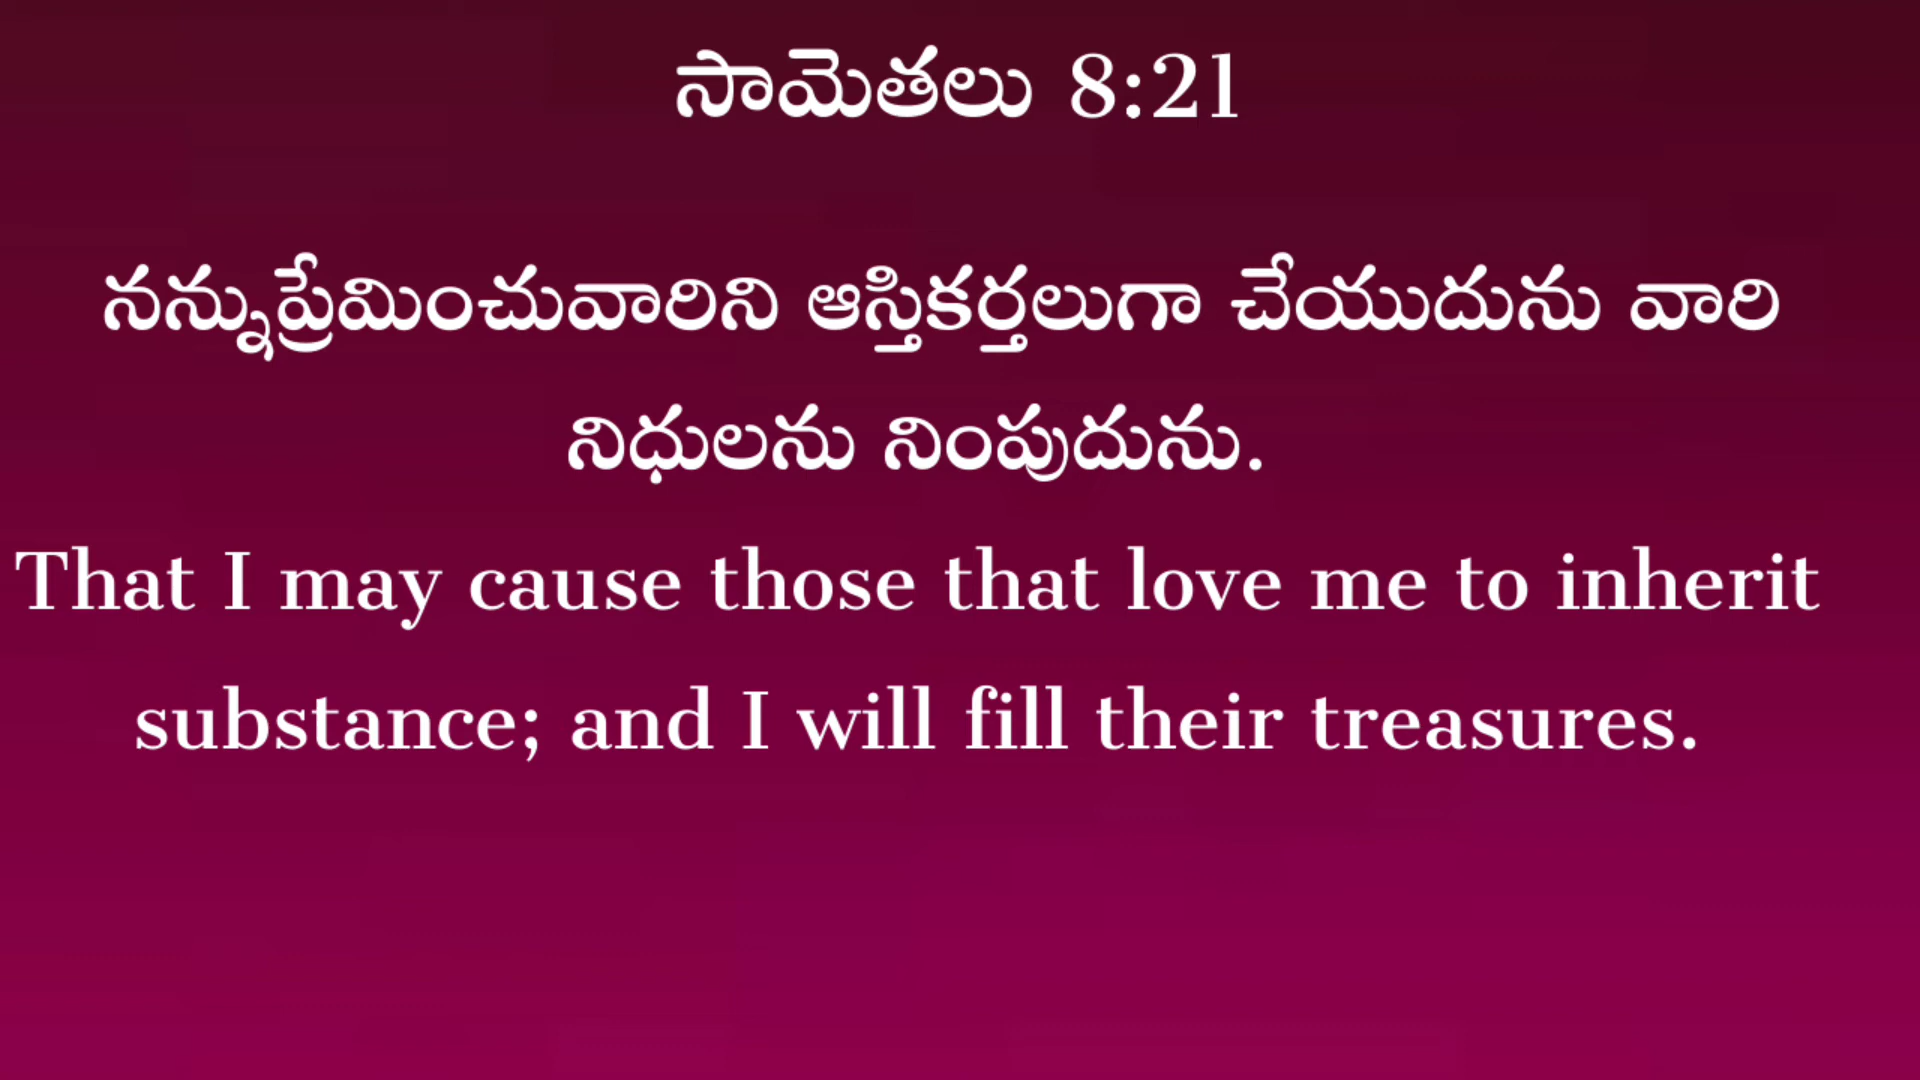 సామెతలు 8:21
నన్నుప్రేమించువారిని ఆస్తికర్తలుగా చేయుదును వారి
నిధులను నింపుదును.
That I may cause those that love me to inherit
substance; and I will fill their treasures.